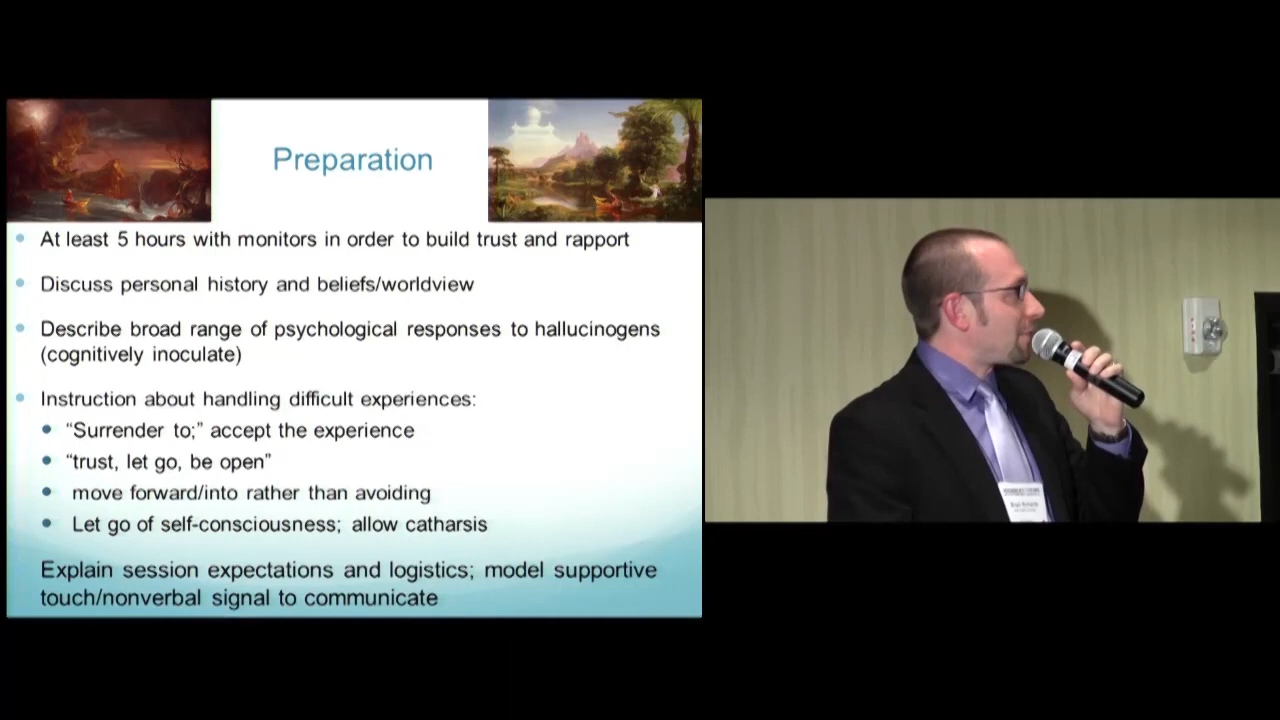 Preparation
At least 5 hours with monitors in order to build trust and rapport
Discuss personal history and beliefs/worldview
Describe broad range of psychological responses to hallucinogens
(cognitively inoculate)
Instruction about handling difficult experiences:
“Surrender to;” accept the experience
“trust, let go, be open”
move forward/into rather than avoiding
Let go of self-consciousness; allow catharsis
Explain session expectations and logistics; model supportive
touch/nonverbal signal to communicate